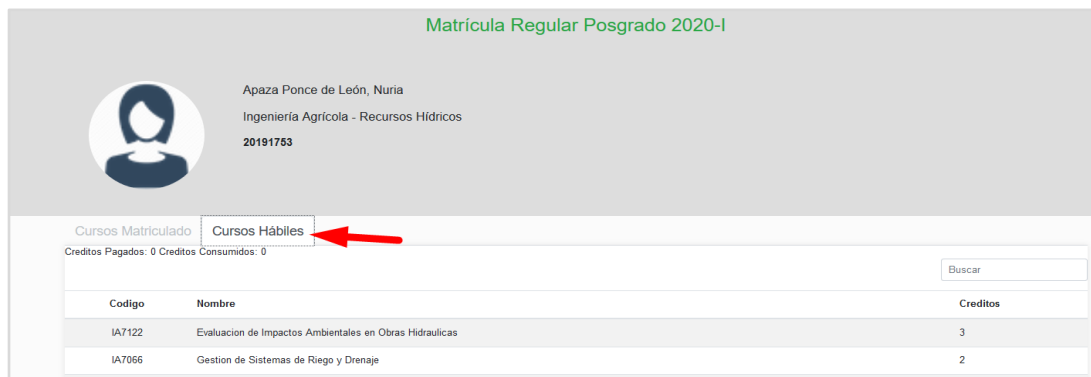 Matrícula Regular Posgrado 2020-I
Apaza Ponce de León, Nuria
Ingeniería Agrícola - Recursos Hídricos
20191753
Cursos Matriculado Cursos Hábiles
Creditos Pagados: 0 Creditos Consumidos: 0
Buscar
Codigo Nombre Creditos
IA7122 Evaluacion de Impactos Ambientales en Obras Hidraulicas 3
IA7066 Gestion de Sistemas de Riego y Drenaje 2